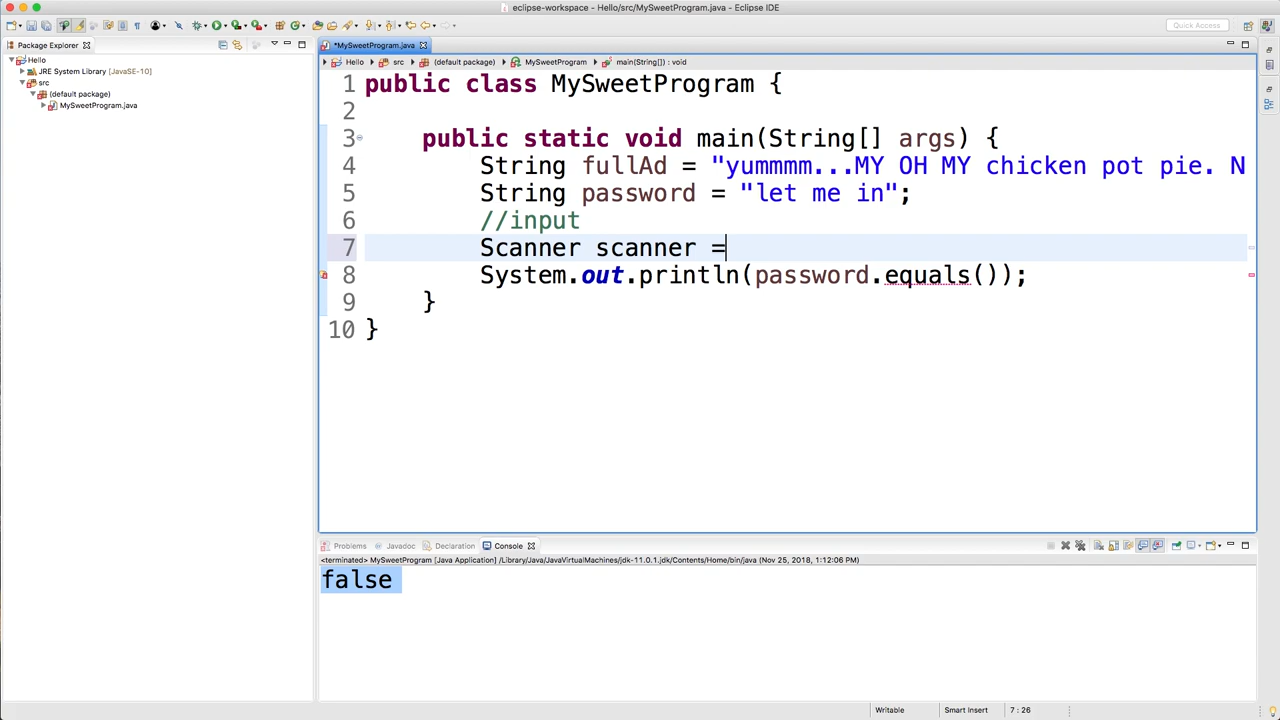 eclipse-workspace - Hello/src/MySweetProgram.java - Eclipse IDE
Quick Access
Package Explorer
*MySweetProgram.java
Hello
JRE System Library [JavaSE-10]
src
(default package)
MySweetProgram.java
Hello src (default package) MySweetProgram main(String[]) : void
1 public class MySweetProgram {
2
3 public static void main(String[] args) {
4 String fullAd = "yummmm...MY OH MY chicken pot pie. N
5 String password = "let me in";
6 //input
7 Scanner scanner =
8 System.out.println(password.equals());
9 }
10 }
Problems Javadoc Declaration Console
<terminated> MySweetProgram [Java Application] /Library/Java/JavaVirtualMachines/jdk-11.0.1.jdk/Contents/Home/bin/java (Nov 25, 2018, 1:12:06 PM)
false
Writable Smart Insert 7 : 26